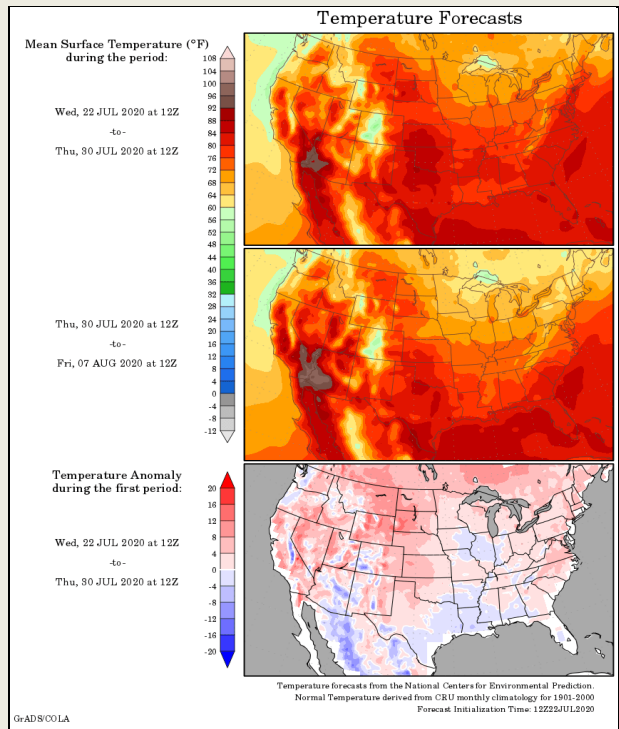 Temperature Forecasts
Mean Surface Temperature (°F)
during the period:
Wed, 22 JUL 2020 at 12Z
-to-
Thu, 30 JUL 2020 at 12Z
108
104
100
96
92
88
84
80
76
72
68
64
60
56
52
48
44
40
36
32
28
24
20
16
12
8
4
0
-4
-8
-12
Thu, 30 JUL 2020 at 12Z
-to-
Fri, 07 AUG 2020 at 12Z
Temperature Anomaly
during the first period:
Wed, 22 JUL 2020 at 12Z
-to-
Thu, 30 JUL 2020 at 12Z
20
16
12
8
4
0
-4
-8
-12
-16
-20
Temperature forecasts from the National Centers for Environmental Prediction.
Normal Temperature derived from CRU monthly climatology for 1901-2000
Forecast Initialization Time: 12Z22JUL2020
GrADS/COLA